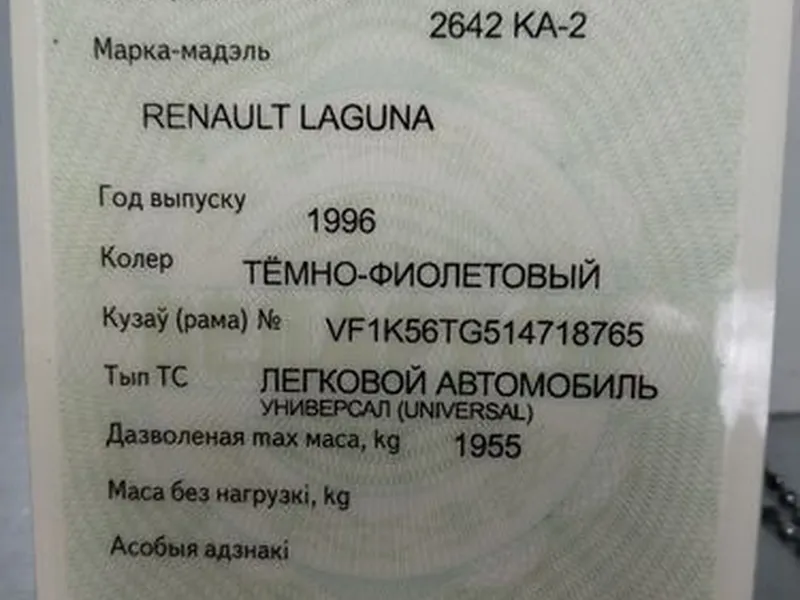 2642 KA-2
Марка-мадэль
RENAULT LAGUNA
Год выпуску
1996
Колер
ТЁМНО-ФИОЛЕТОВЫЙ
Кузаў (рама) № VF1K56TG514718765
Тып ТС ЛЕГКОВОЙ АВТОМОБИЛЬ
УНИВЕРСАЛ (UNIVERSAL)
Дазволеная max маса, kg 1955
Маса без нагрузкі, kg
Асобыя адзнакі